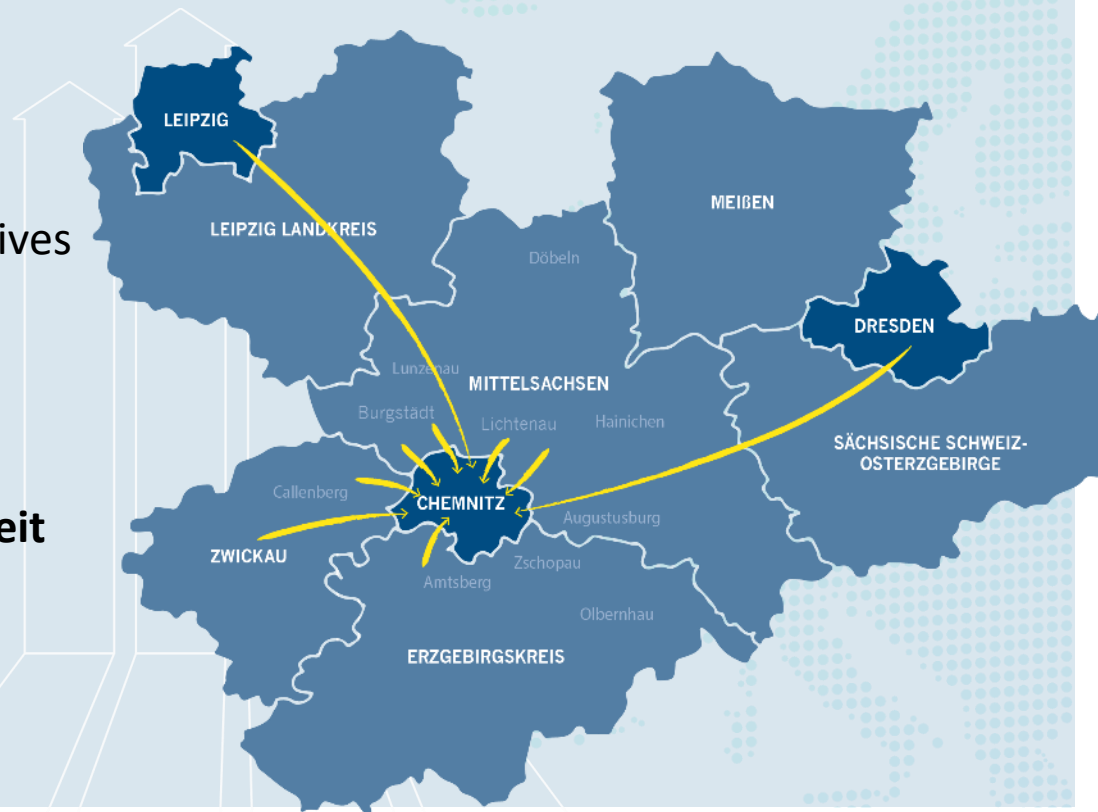 LEIPZIG
MEIßEN
LEIPZIG LANDKREIS
ives
Döbeln
DRESDEN
Lunzenau
MITTELSACHSEN
Burgstädt
Lichtenau
Hainichen
SÄCHSISCHE SCHWEIZ-
OSTERZGEBIRGE
Callenberg
CHEMNITZ
Augustusburg
eit
ZWICKAU
Zschopau
Amtsberg
Olbernhau
ERZGEBIRGSKREIS